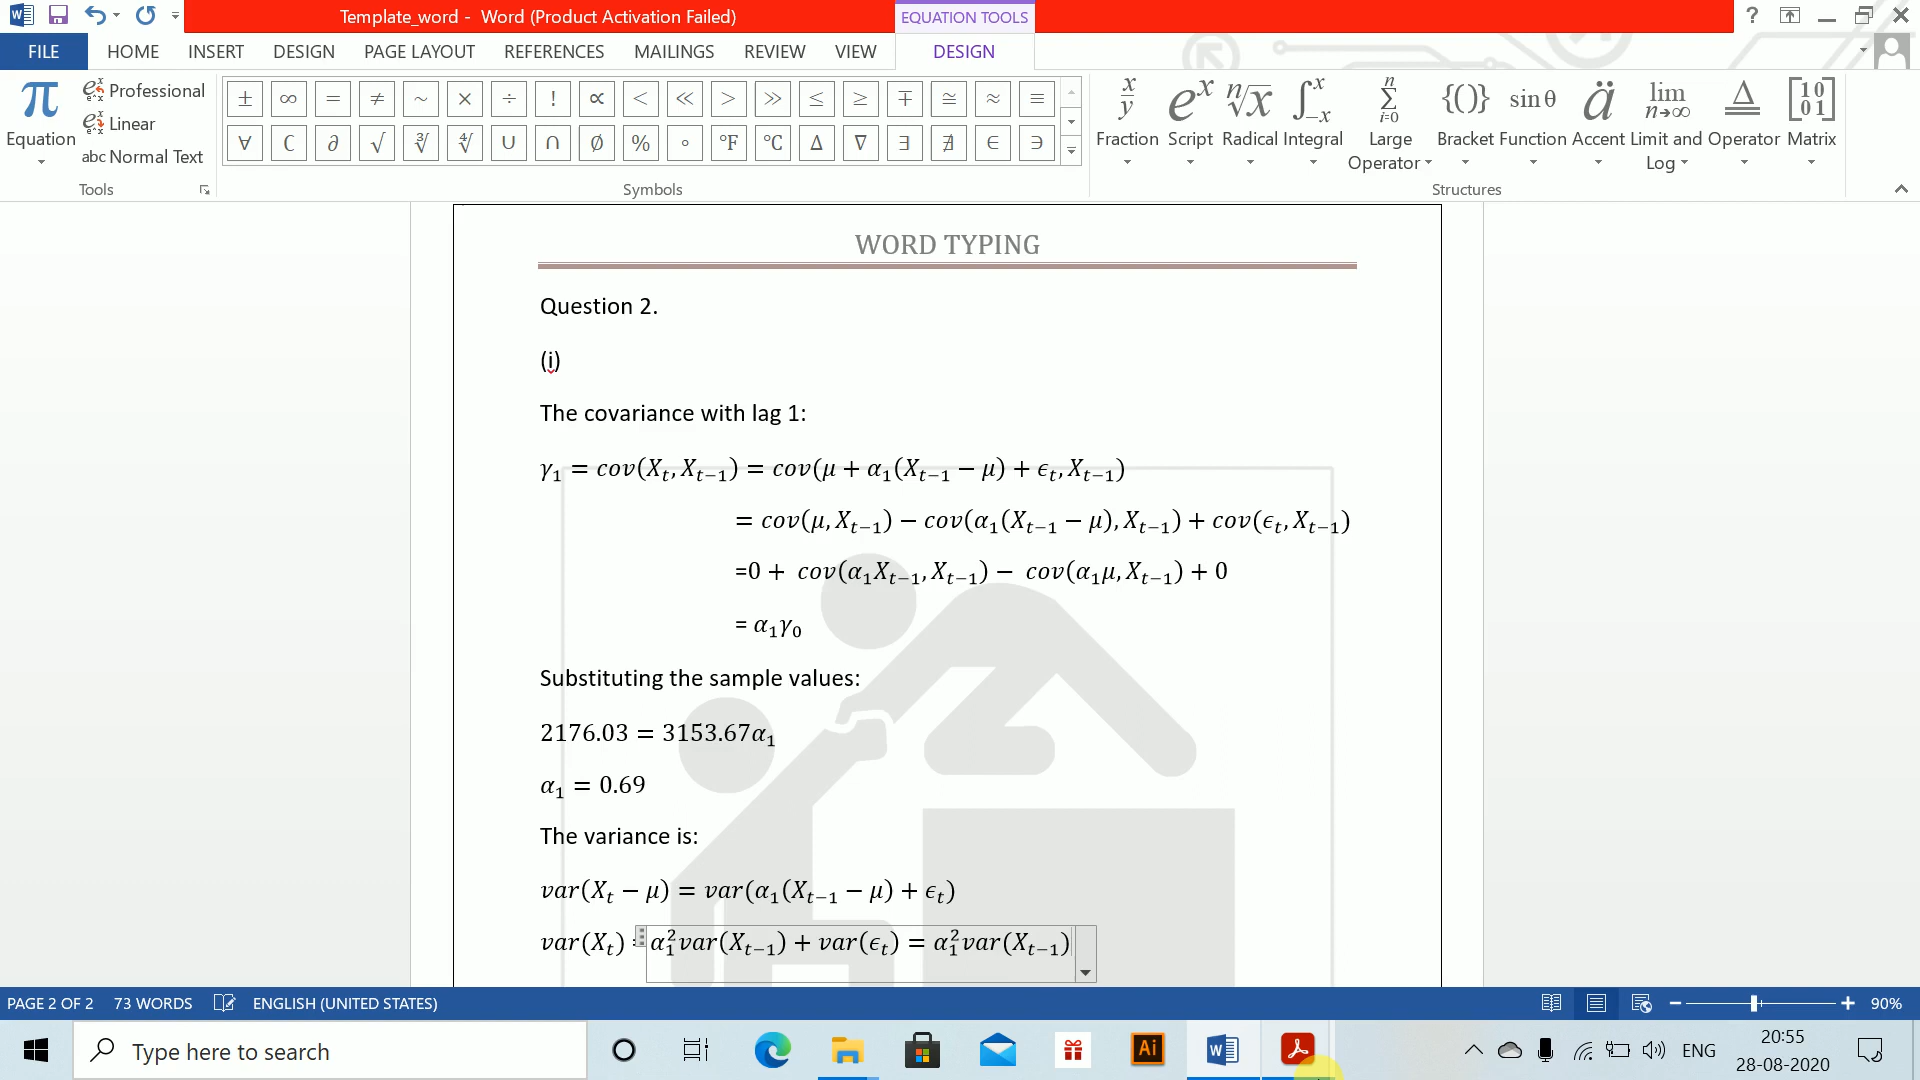 Template_word - Word (Product Activation Failed)
EQUATION TOOLS
?
FILE HOME INSERT DESIGN PAGE LAYOUT REFERENCES MAILINGS REVIEW VIEW DESIGN
π Equation
Professional
Linear
abc Normal Text
Tools
± ∞ = ≠ ~ × ÷ ! ∝ < ≪ > ≫ ≤ ≥ ∓ ≅ ≈ ≡
∀ ∁ ∂ √ ∛ ∜ ∪ ∩ ∅ % ° °F °C ∆ ∇ ∃ ∄ ∈ ∋
Symbols
Fraction Script Radical Integral Large Operator Bracket Function Accent Limit and Log Operator Matrix
Structures
WORD TYPING
Question 2.
(i)
The covariance with lag 1:
γ₁ = cov(Xₜ, Xₜ₋₁) = cov(μ + α₁(Xₜ₋₁ − μ) + ϵₜ, Xₜ₋₁)
= cov(μ, Xₜ₋₁) − cov(α₁(Xₜ₋₁ − μ), Xₜ₋₁) + cov(ϵₜ, Xₜ₋₁)
=0 + cov(α₁Xₜ₋₁, Xₜ₋₁) − cov(α₁μ, Xₜ₋₁) + 0
= α₁γ₀
Substituting the sample values:
2176.03 = 3153.67α₁
α₁ = 0.69
The variance is:
var(Xₜ − μ) = var(α₁(Xₜ₋₁ − μ) + ϵₜ)
var(Xₜ) = α₁²var(Xₜ₋₁) + var(ϵₜ) = α₁²var(Xₜ₋₁)
PAGE 2 OF 2 73 WORDS ENGLISH (UNITED STATES) 90%
Type here to search
Ai
ENG
20:55
28-08-2020